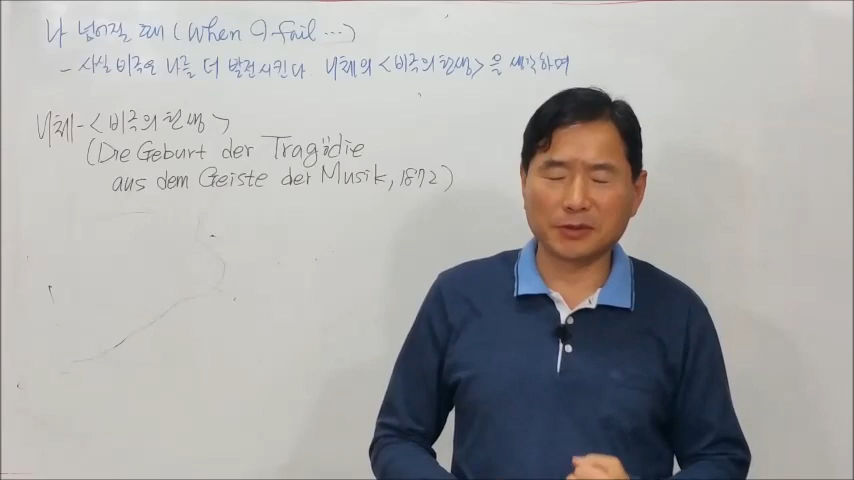 나 넘어질 때 (When I fail …)
- 사실 비극은 나를 더 발전시킨다. 니체의 <비극의 탄생>을 생각하며
니체 - <비극의 탄생>
(Die Geburt der Tragödie
aus dem Geiste der Musik, 1872)